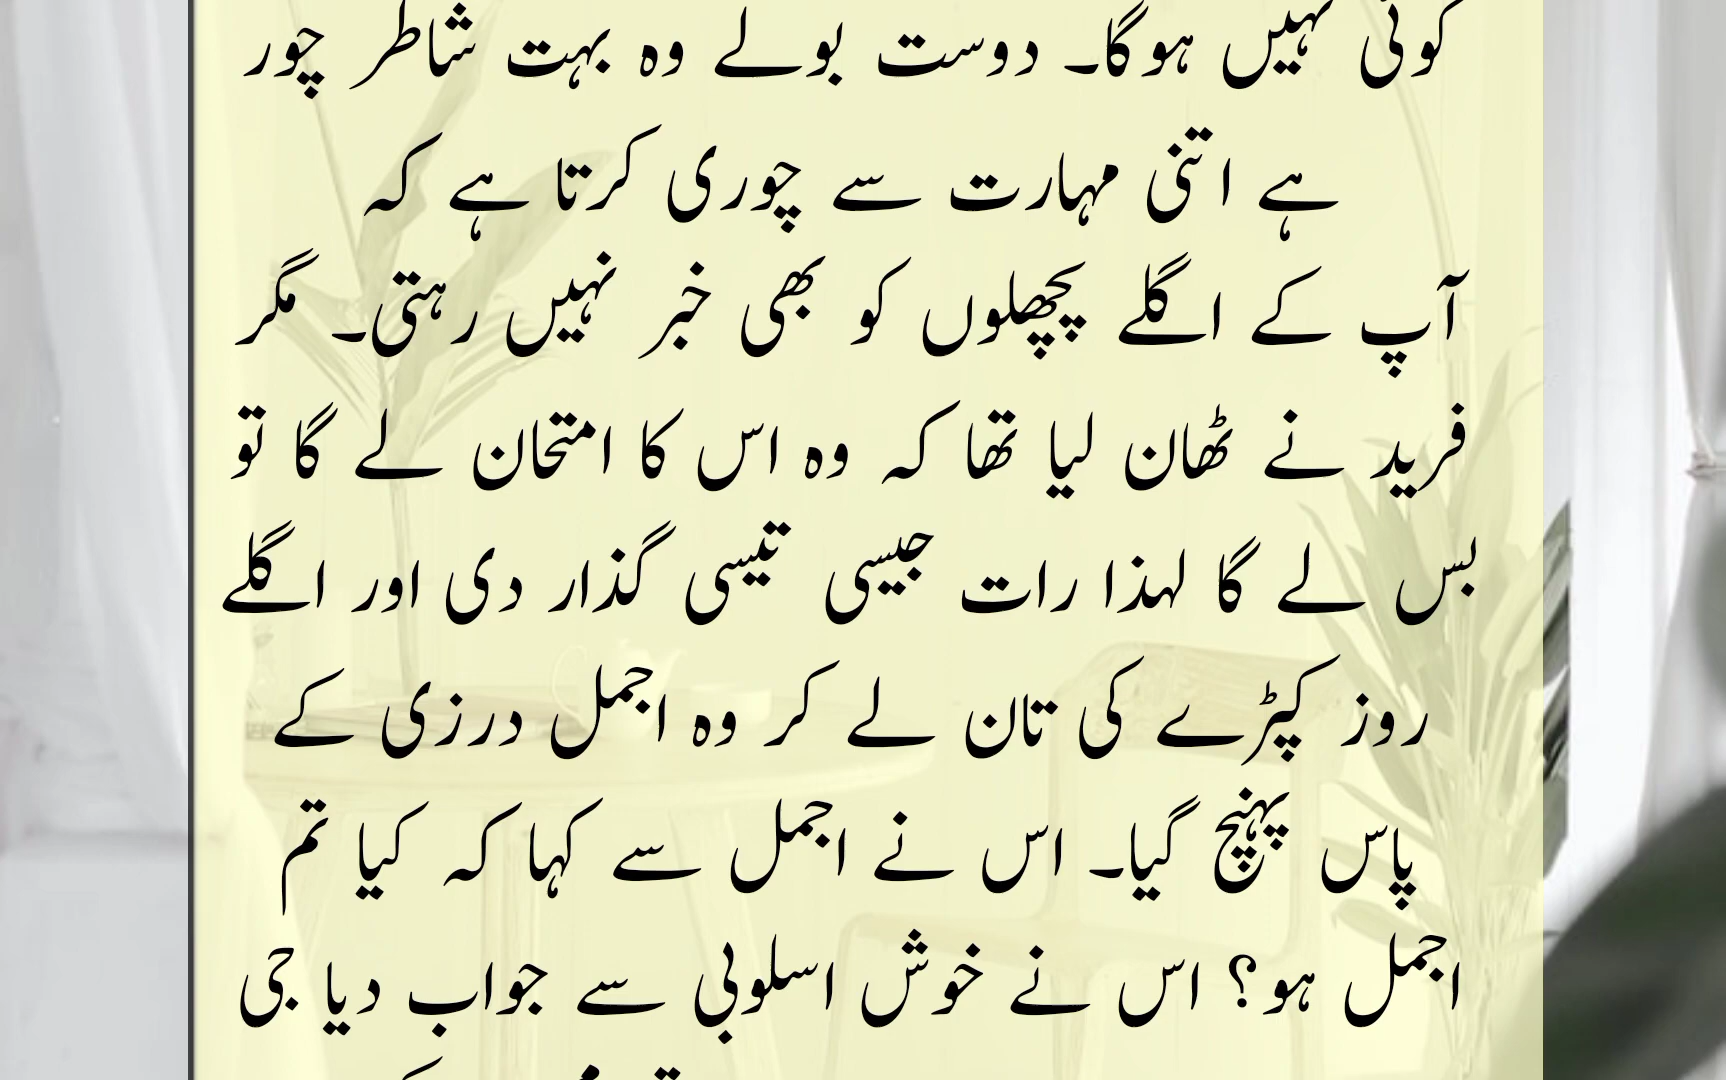 کوئی نہیں ہوگا۔ دوست بولے وہ بہت شاطر چور
ہے اتنی مہارت سے چوری کرتا ہے کہ
آپ کے اگلے پچھلوں کو بھی خبر نہیں رہتی۔ مگر
فرید نے ٹھان لیا تھا کہ وہ اس کا امتحان لے گا تو
بس لے گا لہذا رات جیسی تیسی گذار دی اور اگلے
روز کپڑے کی تان لے کر وہ اجمل درزی کے
پاس پہنچ گیا۔ اس نے اجمل سے کہا کہ کیا تم
اجمل ہو؟ اس نے خوش اسلوبی سے جواب دیا جی